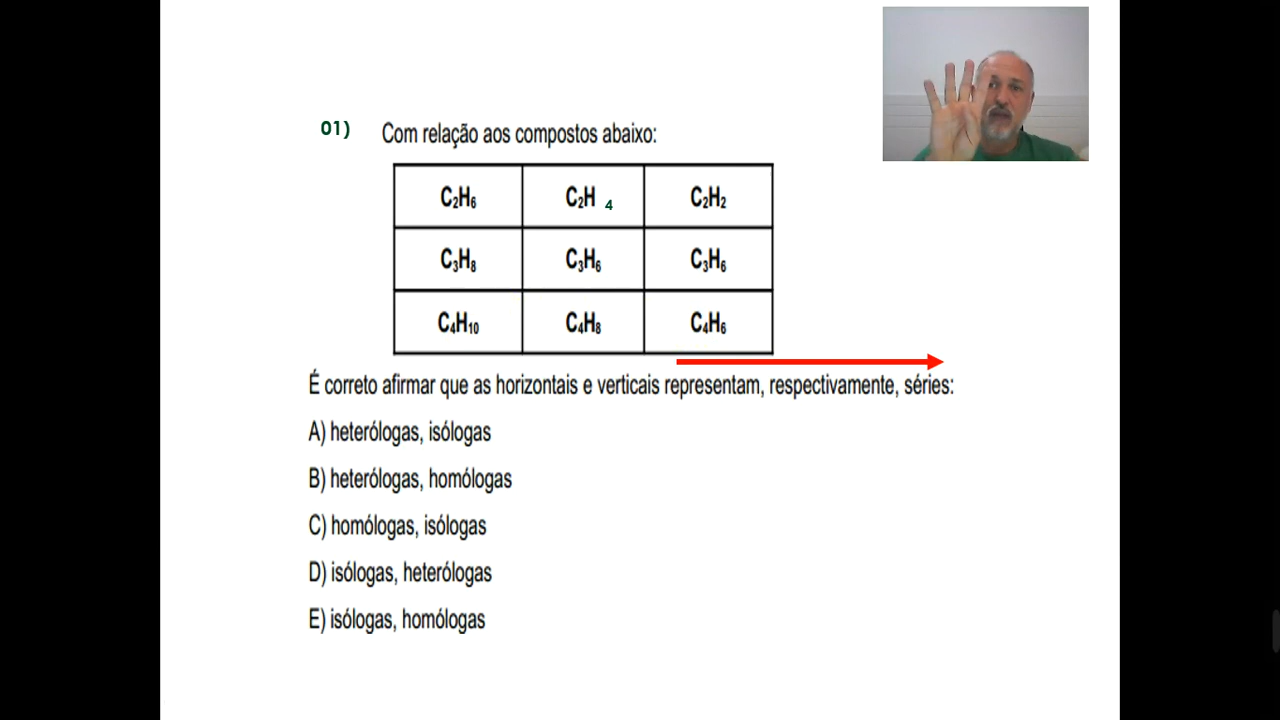 01) Com relação aos compostos abaixo:
C₂H₆ C₂H ₄ C₂H₂
C₃H₈ C₃H₆ C₃H₆
C₄H₁₀ C₄H₈ C₄H₆
É correto afirmar que as horizontais e verticais representam, respectivamente, séries:
A) heterólogas, isólogas
B) heterólogas, homólogas
C) homólogas, isólogas
D) isólogas, heterólogas
E) isólogas, homólogas